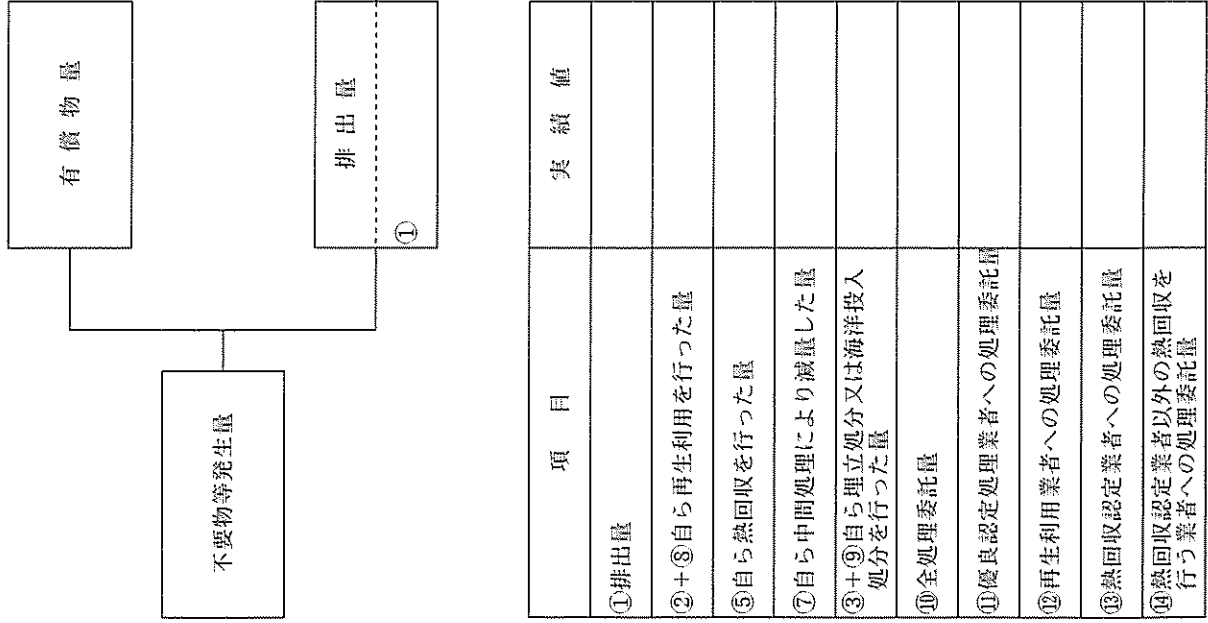 有償物量
排出量
①
不要物等発生量
項目
実績値
①排出量
②+⑧自ら再生利用を行った量
⑤自ら熱回収を行った量
⑦自ら中間処理により減量した量
③+⑨自ら埋立処分又は海洋投入
処分を行った量
⑩全処理委託量
⑪優良認定処理業者への処理委託量
⑫再生利用業者への処理委託量
⑬熱回収認定業者への処理委託量
⑭熱回収認定業者以外の熱回収を
行う業者への処理委託量